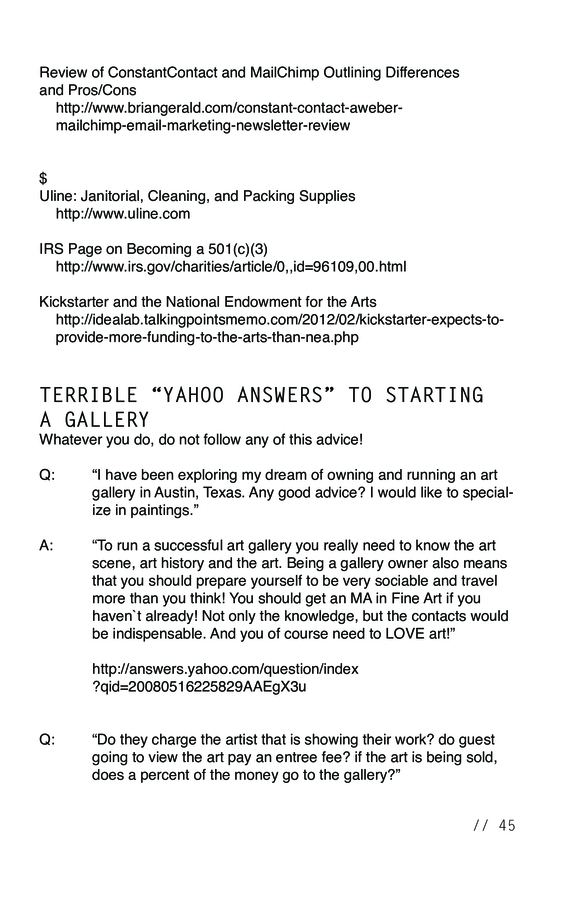 Review of ConstantContact and MailChimp Outlining Differences
and Pros/Cons
http://www.briangerald.com/constant-contact-aweber-
mailchimp-email-marketing-newsletter-review
$
Uline: Janitorial, Cleaning, and Packing Supplies
http://www.uline.com
IRS Page on Becoming a 501(c)(3)
http://www.irs.gov/charities/article/0,,id=96109,00.html
Kickstarter and the National Endowment for the Arts
http://idealab.talkingpointsmemo.com/2012/02/kickstarter-expects-to-
provide-more-funding-to-the-arts-than-nea.php
TERRIBLE “YAHOO ANSWERS” TO STARTING
A GALLERY
Whatever you do, do not follow any of this advice!
Q: “I have been exploring my dream of owning and running an art
gallery in Austin, Texas. Any good advice? I would like to special-
ize in paintings.”
A: “To run a successful art gallery you really need to know the art
scene, art history and the art. Being a gallery owner also means
that you should prepare yourself to be very sociable and travel
more than you think! You should get an MA in Fine Art if you
haven`t already! Not only the knowledge, but the contacts would
be indispensable. And you of course need to LOVE art!”
http://answers.yahoo.com/question/index
?qid=20080516225829AAEgX3u
Q: “Do they charge the artist that is showing their work? do guest
going to view the art pay an entree fee? if the art is being sold,
does a percent of the money go to the gallery?”
// 45